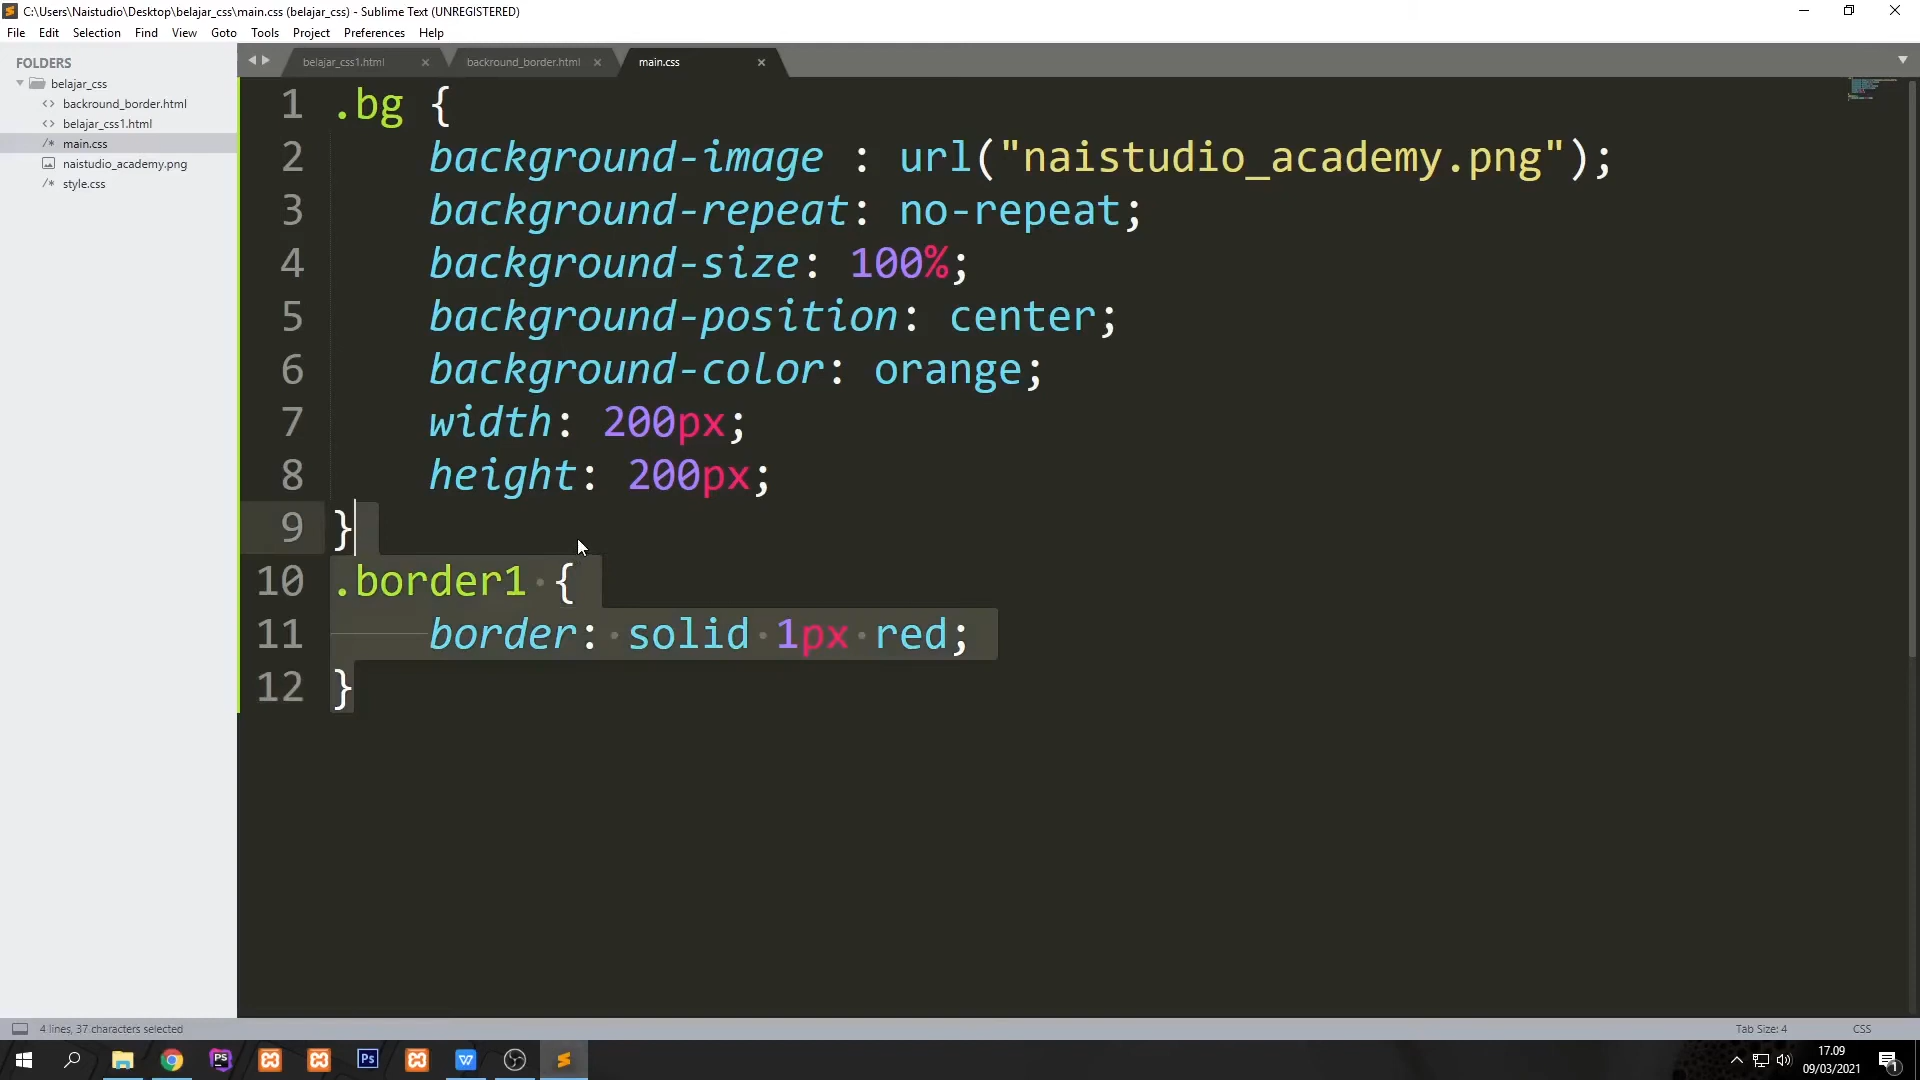 C:\Users\Naistudio\Desktop\belajar_css\main.css (belajar_css) - Sublime Text (UNREGISTERED)
File Edit Selection Find View Goto Tools Project Preferences Help
FOLDERS
belajar_css
backround_border.html
belajar_css1.html
main.css
naistudio_academy.png
style.css
belajar_css1.html backround_border.html main.css
1 .bg {
2 background-image : url("naistudio_academy.png");
3 background-repeat: no-repeat;
4 background-size: 100%;
5 background-position: center;
6 background-color: orange;
7 width: 200px;
8 height: 200px;
9 }
10 .border1 {
11 border: solid 1px red;
12 }
4 lines, 37 characters selected
Tab Size: 4
CSS
17.09
09/03/2021